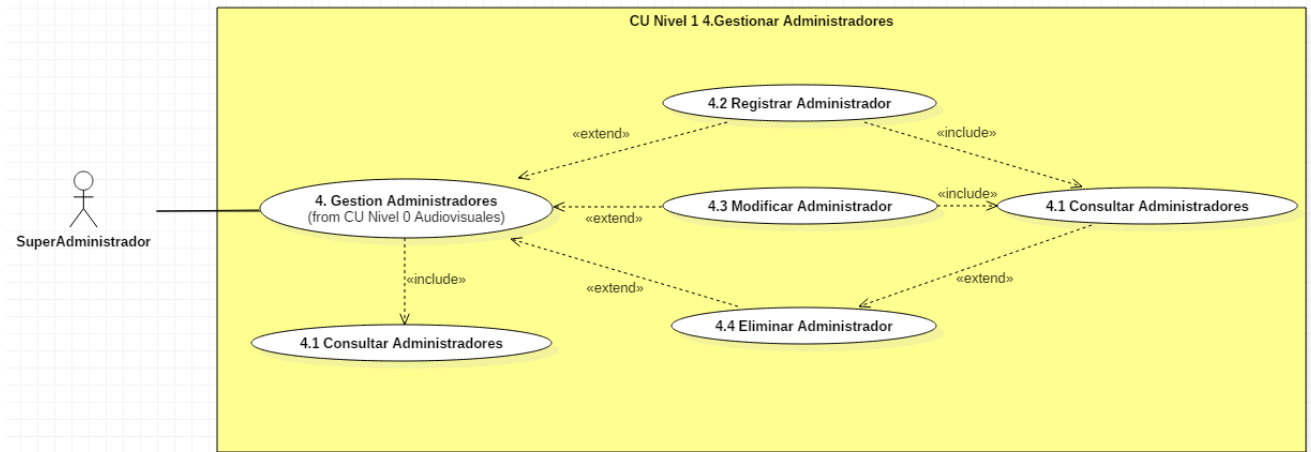 CU Nivel 1 4.Gestionar Administradores
4.2 Registrar Administrador
«extend»
«include»
4. Gestion Administradores
(from CU Nivel 0 Audiovisuales)
«extend»
4.3 Modificar Administrador
«include»
4.1 Consultar Administradores
SuperAdministrador
«include»
«extend»
«extend»
4.4 Eliminar Administrador
4.1 Consultar Administradores